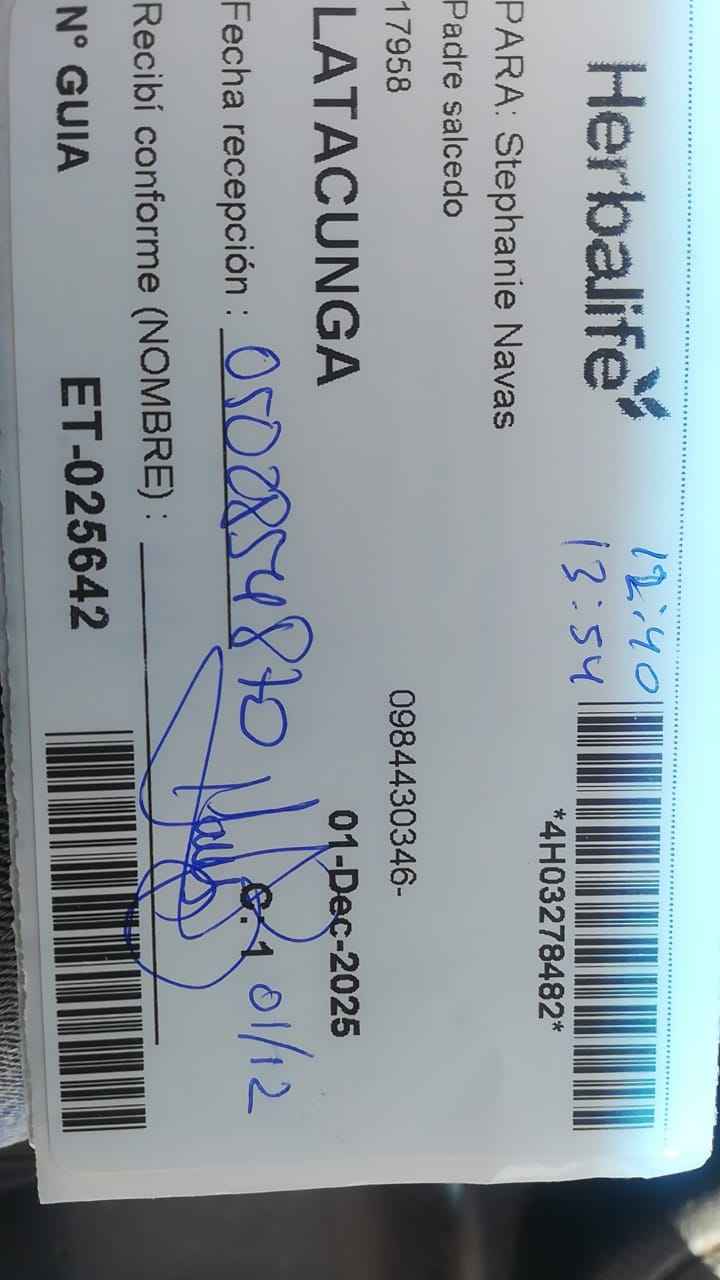 Herbalife
12:40
13:54
*4H03278482*
PARA: Stephanie Navas
Padre salcedo
17958
0984430346-
LATACUNGA
01-Dec-2025
Fecha recepción : 0502854870
C. 1
01/12
Recibí conforme (NOMBRE) :
Nº GUIA
ET-025642